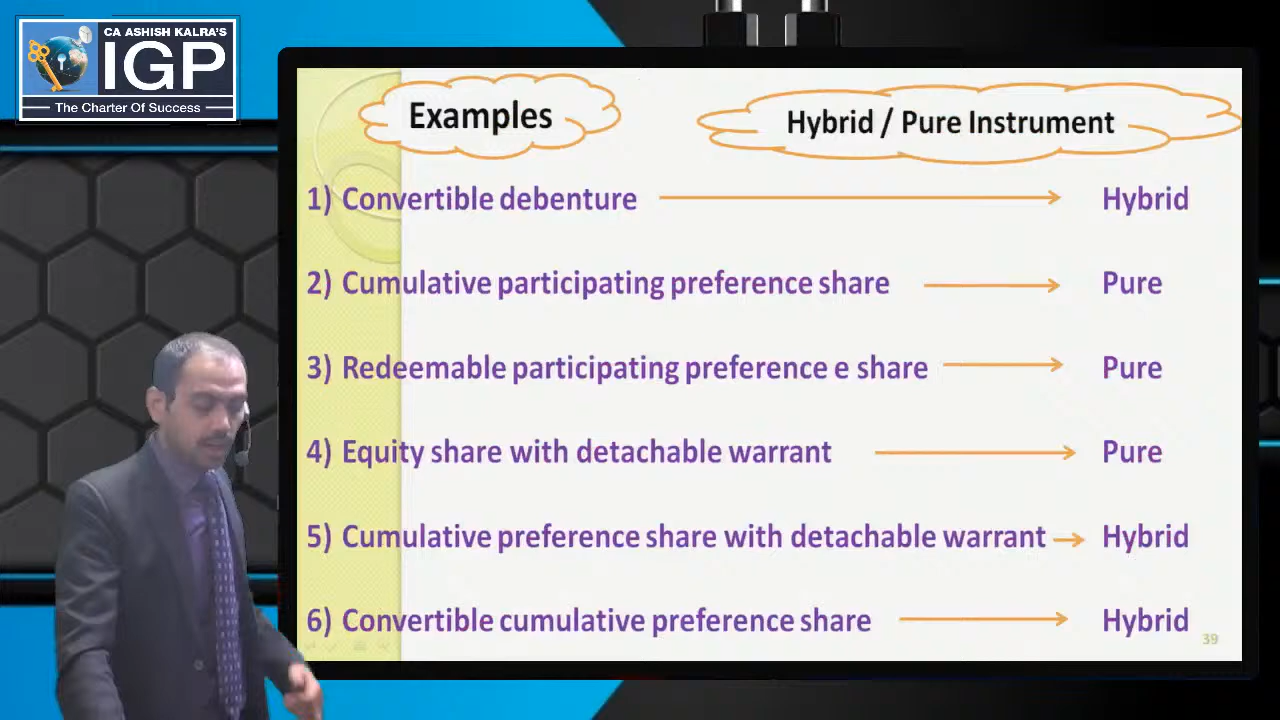 CA ASHISH KALRA'S
IGP
The Charter Of Success
Examples
Hybrid / Pure Instrument
1) Convertible debenture Hybrid
2) Cumulative participating preference share Pure
3) Redeemable participating preference e share Pure
4) Equity share with detachable warrant Pure
5) Cumulative preference share with detachable warrant Hybrid
6) Convertible cumulative preference share Hybrid
39